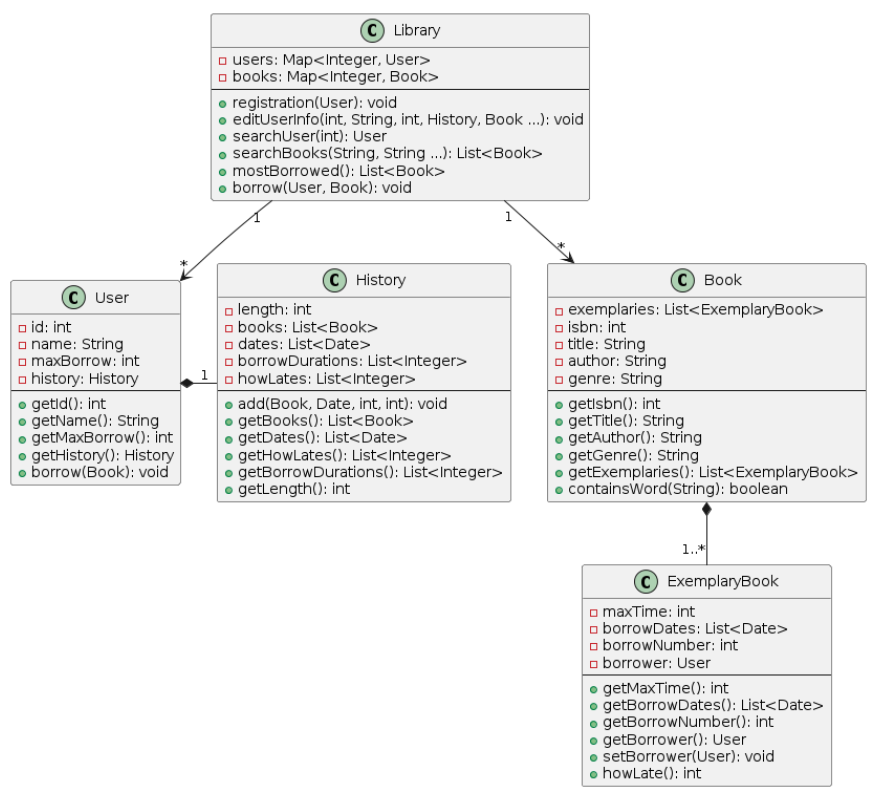 C Library
users: Map<Integer, User>
books: Map<Integer, Book>
registration(User): void
editUserInfo(int, String, int, History, Book ...): void
searchUser(int): User
searchBooks(String, String ...): List<Book>
mostBorrowed(): List<Book>
borrow(User, Book): void
1
1
*
*
C User
id: int
name: String
maxBorrow: int
history: History
getId(): int
getName(): String
getMaxBorrow(): int
getHistory(): History
borrow(Book): void
1
C History
length: int
books: List<Book>
dates: List<Date>
borrowDurations: List<Integer>
howLates: List<Integer>
add(Book, Date, int, int): void
getBooks(): List<Book>
getDates(): List<Date>
getHowLates(): List<Integer>
getBorrowDurations(): List<Integer>
getLength(): int
C Book
exemplaries: List<ExemplaryBook>
isbn: int
title: String
author: String
genre: String
getIsbn(): int
getTitle(): String
getAuthor(): String
getGenre(): String
getExemplaries(): List<ExemplaryBook>
containsWord(String): boolean
1..*
C ExemplaryBook
maxTime: int
borrowDates: List<Date>
borrowNumber: int
borrower: User
getMaxTime(): int
getBorrowDates(): List<Date>
getBorrowNumber(): int
getBorrower(): User
setBorrower(User): void
howLate(): int